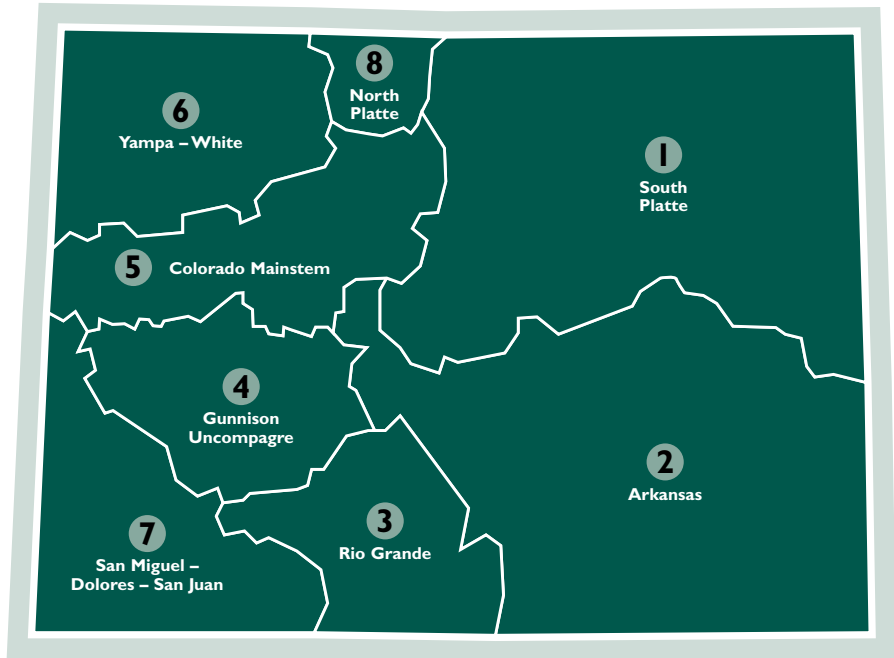 8
North
Platte
6
Yampa – White
1
South
Platte
5
Colorado Mainstem
4
Gunnison
Uncompagre
2
Arkansas
3
Rio Grande
7
San Miguel –
Dolores – San Juan